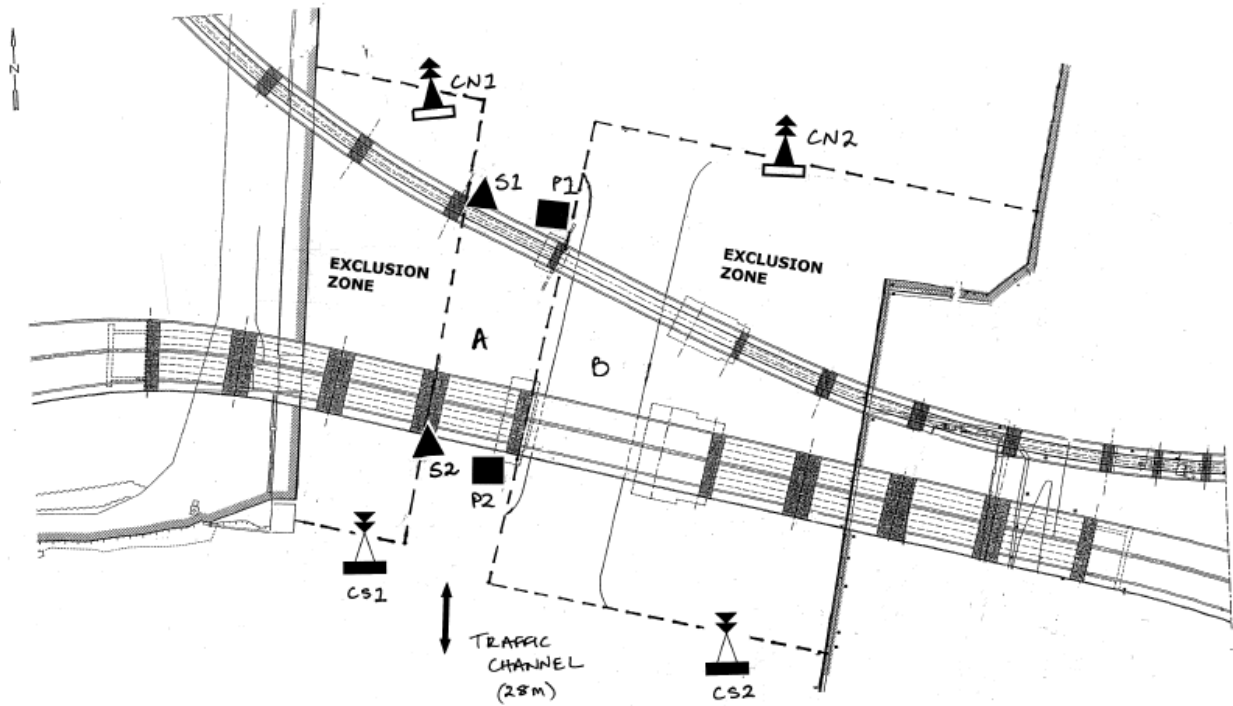 N
CN1
CN2
S1
P1
EXCLUSION
ZONE
EXCLUSION
ZONE
A
B
S2
P2
CS1
TRAFFIC
CHANNEL
(28m)
CS2